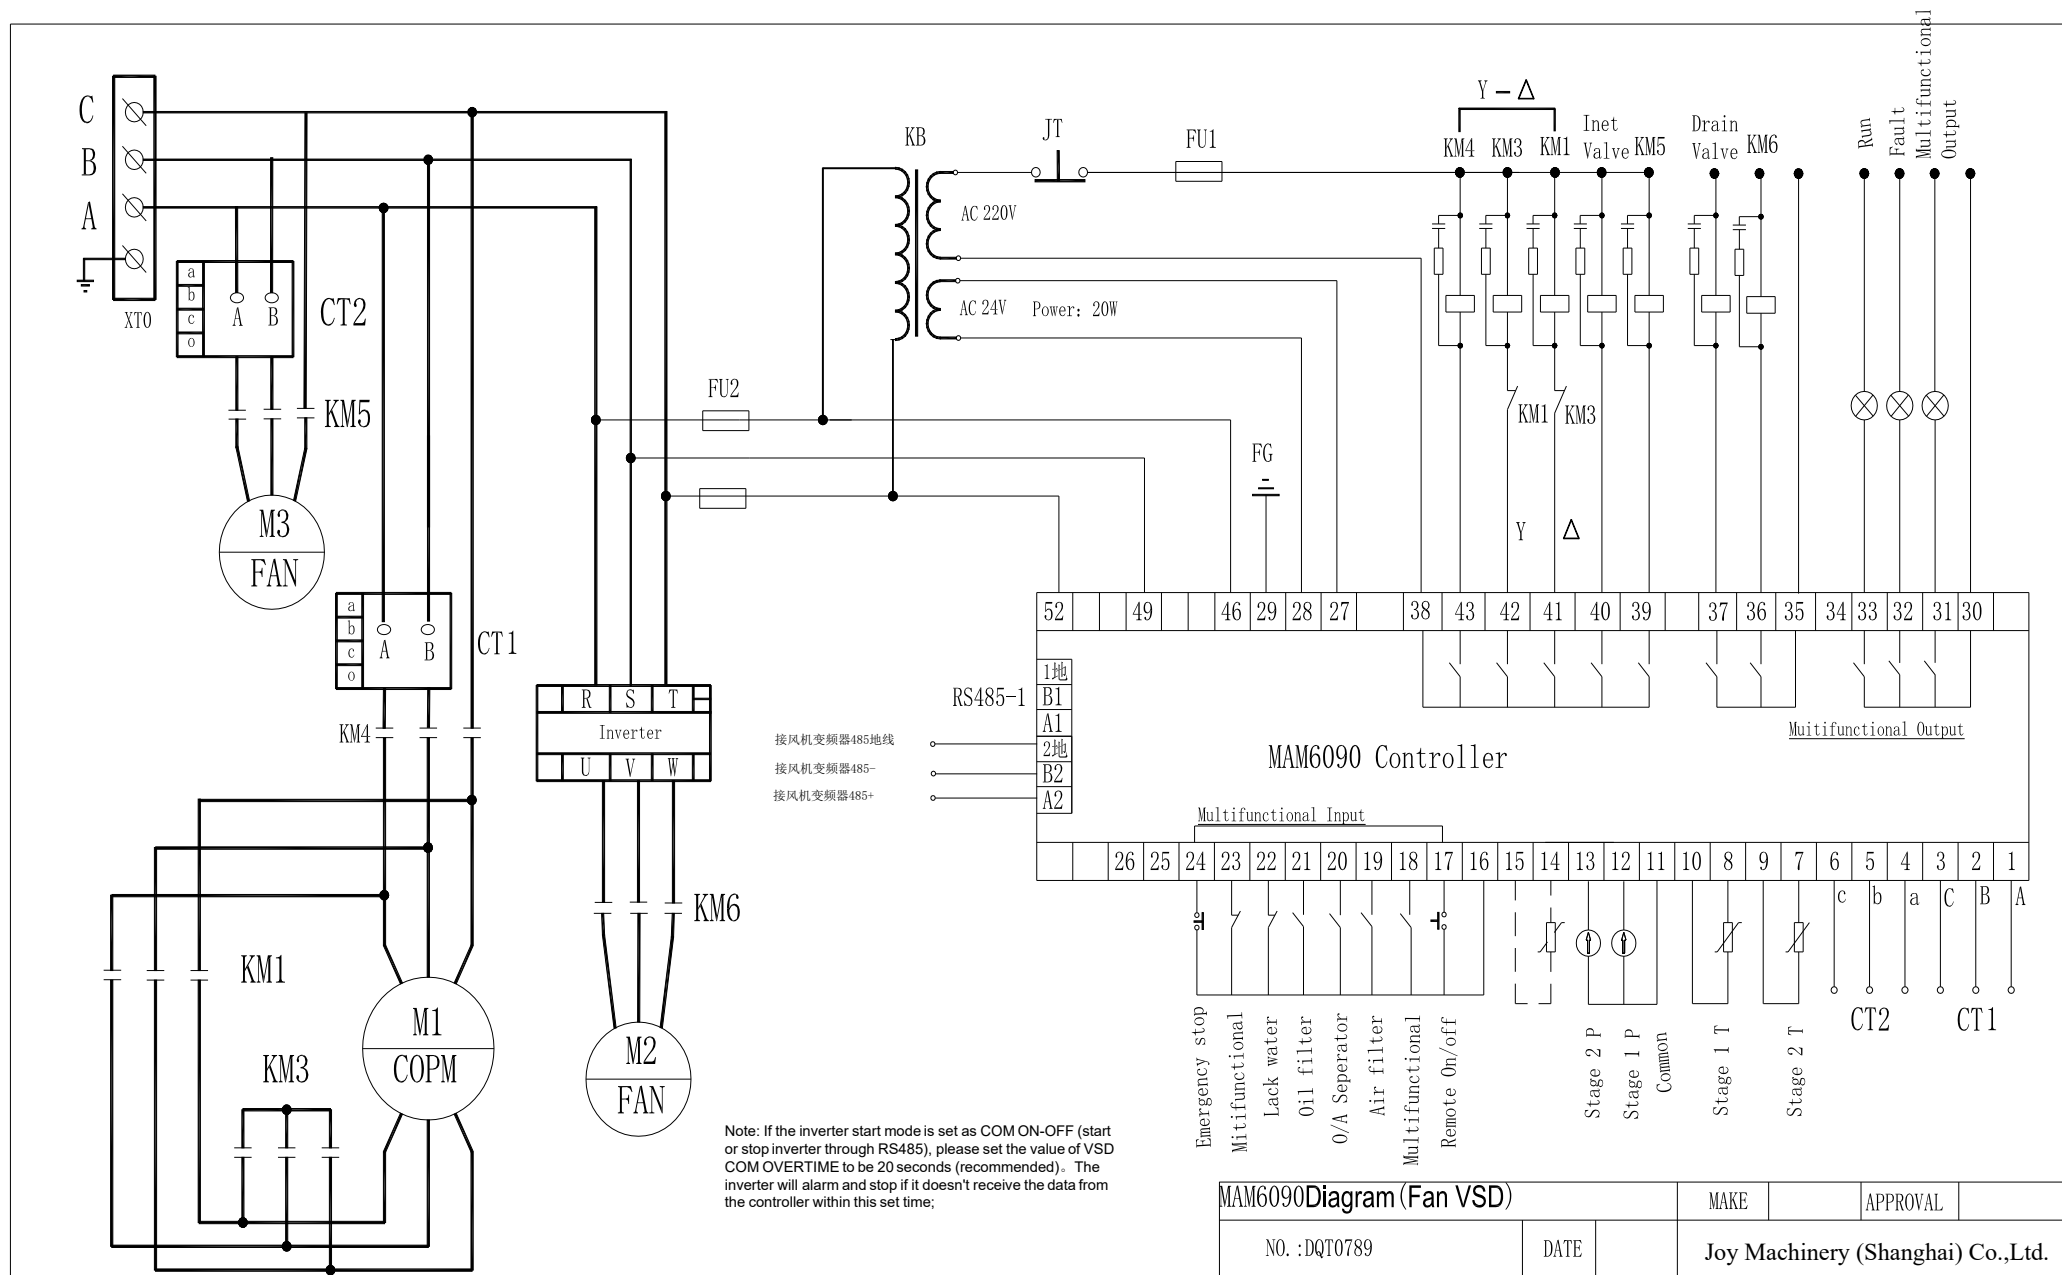 C
B
A
XTO
a
b
c
o
A B
CT2
KM5
M3
FAN
a
b
c
o
A B
CT1
KM4
KM1
M1
COPM
KM3
R S T
Inverter
U V W
KM6
M2
FAN
FU2
KB
JT
FU1
AC 220V
AC 24V Power: 20W
FG
Y - Δ
KM4 KM3 KM1
Inet
Valve KM5
Drain
Valve KM6
Run
Fault
Multifunctional
Output
KM1 KM3
Y Δ
52 49 46 29 28 27 38 43 42 41 40 39 37 36 35 34 33 32 31 30
RS485-1
1地
B1
A1
2地
B2
A2
接风机变频器485地线
接风机变频器485-
接风机变频器485+
MAM6090 Controller
Muitifunctional Output
Multifunctional Input
26 25 24 23 22 21 20 19 18 17 16 15 14 13 12 11 10 8 9 7 6 5 4 3 2 1
c b a C B A
CT2 CT1
Emergency stop
Mitifunctional
Lack water
Oil filter
O/A Seperator
Air filter
Multifunctional
Remote On/off
Stage 2 P
Stage 1 P
Common
Stage 1 T
Stage 2 T
Note: If the inverter start mode is set as COM ON-OFF (start
or stop inverter through RS485), please set the value of VSD
COM OVERTIME to be 20 seconds (recommended)。The
inverter will alarm and stop if it doesn't receive the data from
the controller within this set time;
MAM6090Diagram(Fan VSD)
MAKE APPROVAL
NO.:DQT0789 DATE
Joy Machinery (Shanghai) Co.,Ltd.